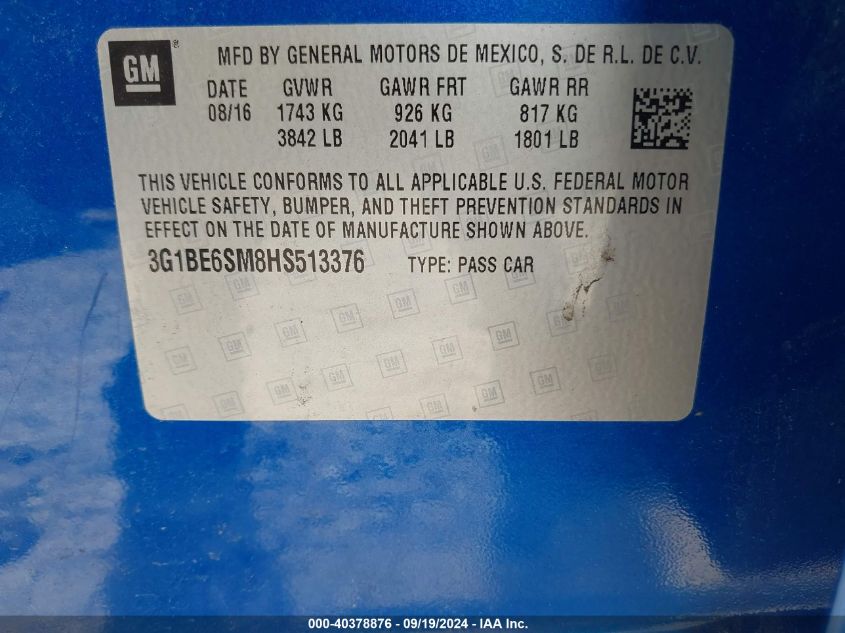 GM®
MFD BY GENERAL MOTORS DE MEXICO, S. DE R.L. DE C.V.
DATE GVWR GAWR FRT GAWR RR
08/16 1743 KG 926 KG 817 KG
3842 LB 2041 LB 1801 LB
THIS VEHICLE CONFORMS TO ALL APPLICABLE U.S. FEDERAL MOTOR
VEHICLE SAFETY, BUMPER, AND THEFT PREVENTION STANDARDS IN
EFFECT ON THE DATE OF MANUFACTURE SHOWN ABOVE.
3G1BE6SM8HS513376 TYPE: PASS CAR
000-40378876 - 09/19/2024 - IAA Inc.